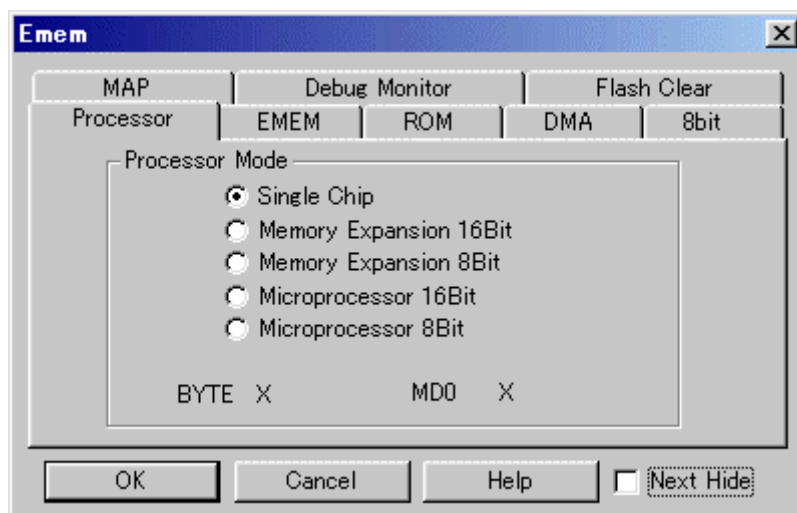 Emem
MAP Debug Monitor Flash Clear
Processor EMEM ROM DMA 8bit
Processor Mode
Single Chip
Memory Expansion 16Bit
Memory Expansion 8Bit
Microprocessor 16Bit
Microprocessor 8Bit
BYTE X MD0 X
OK Cancel Help Next Hide